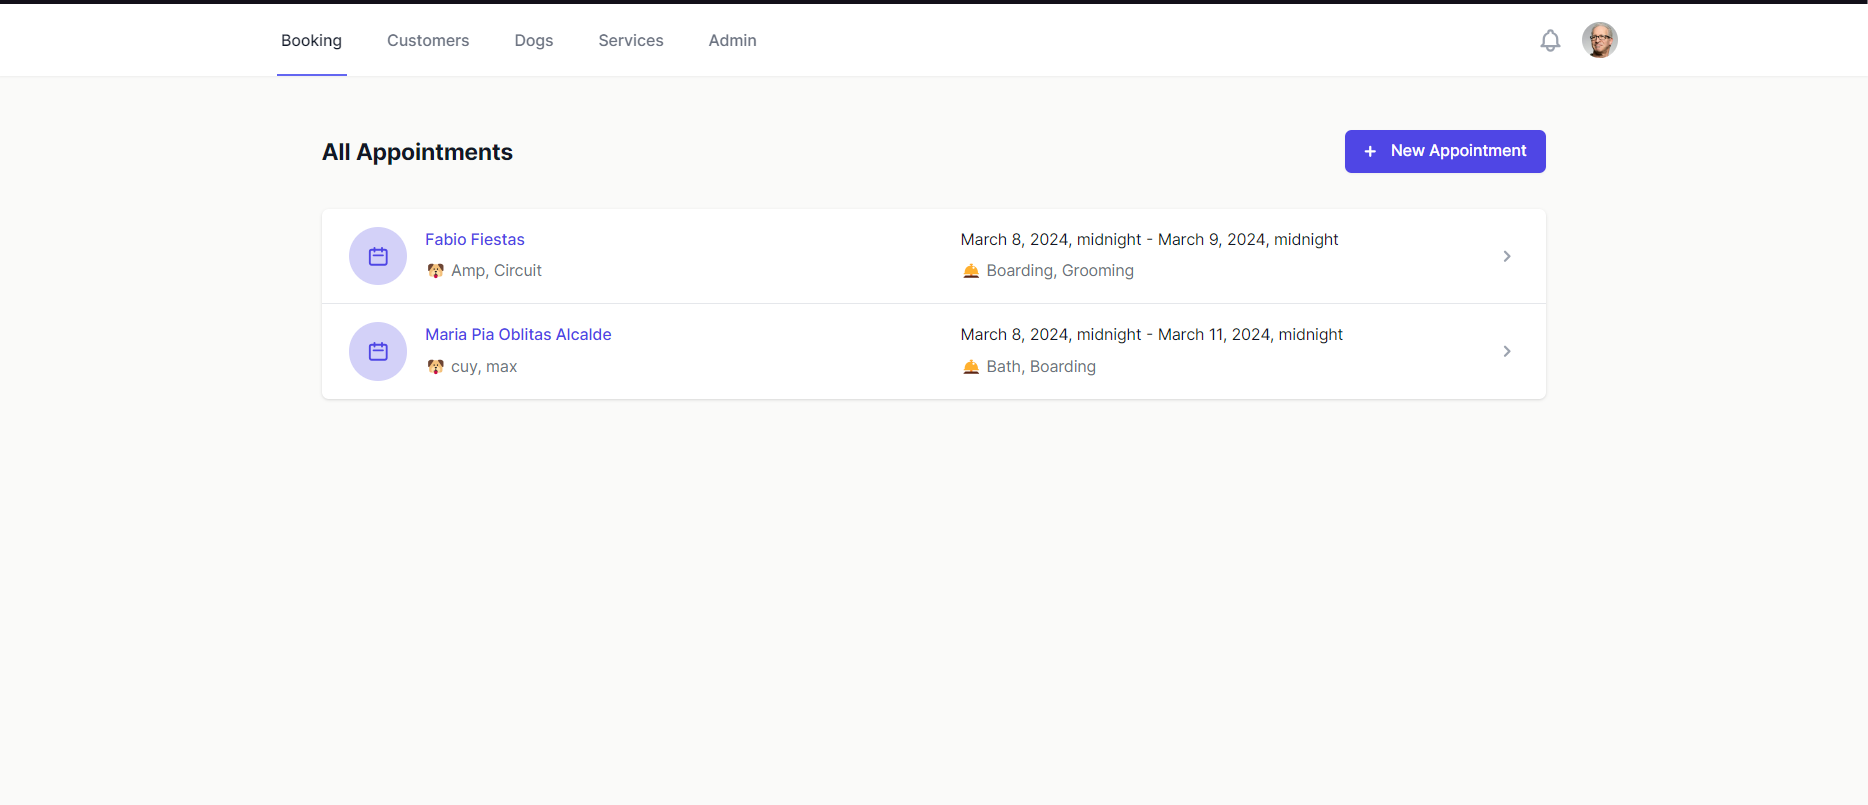 Booking Customers Dogs Services Admin
All Appointments
+ New Appointment
Fabio Fiestas
March 8, 2024, midnight - March 9, 2024, midnight
Amp, Circuit
Boarding, Grooming
Maria Pia Oblitas Alcalde
March 8, 2024, midnight - March 11, 2024, midnight
cuy, max
Bath, Boarding